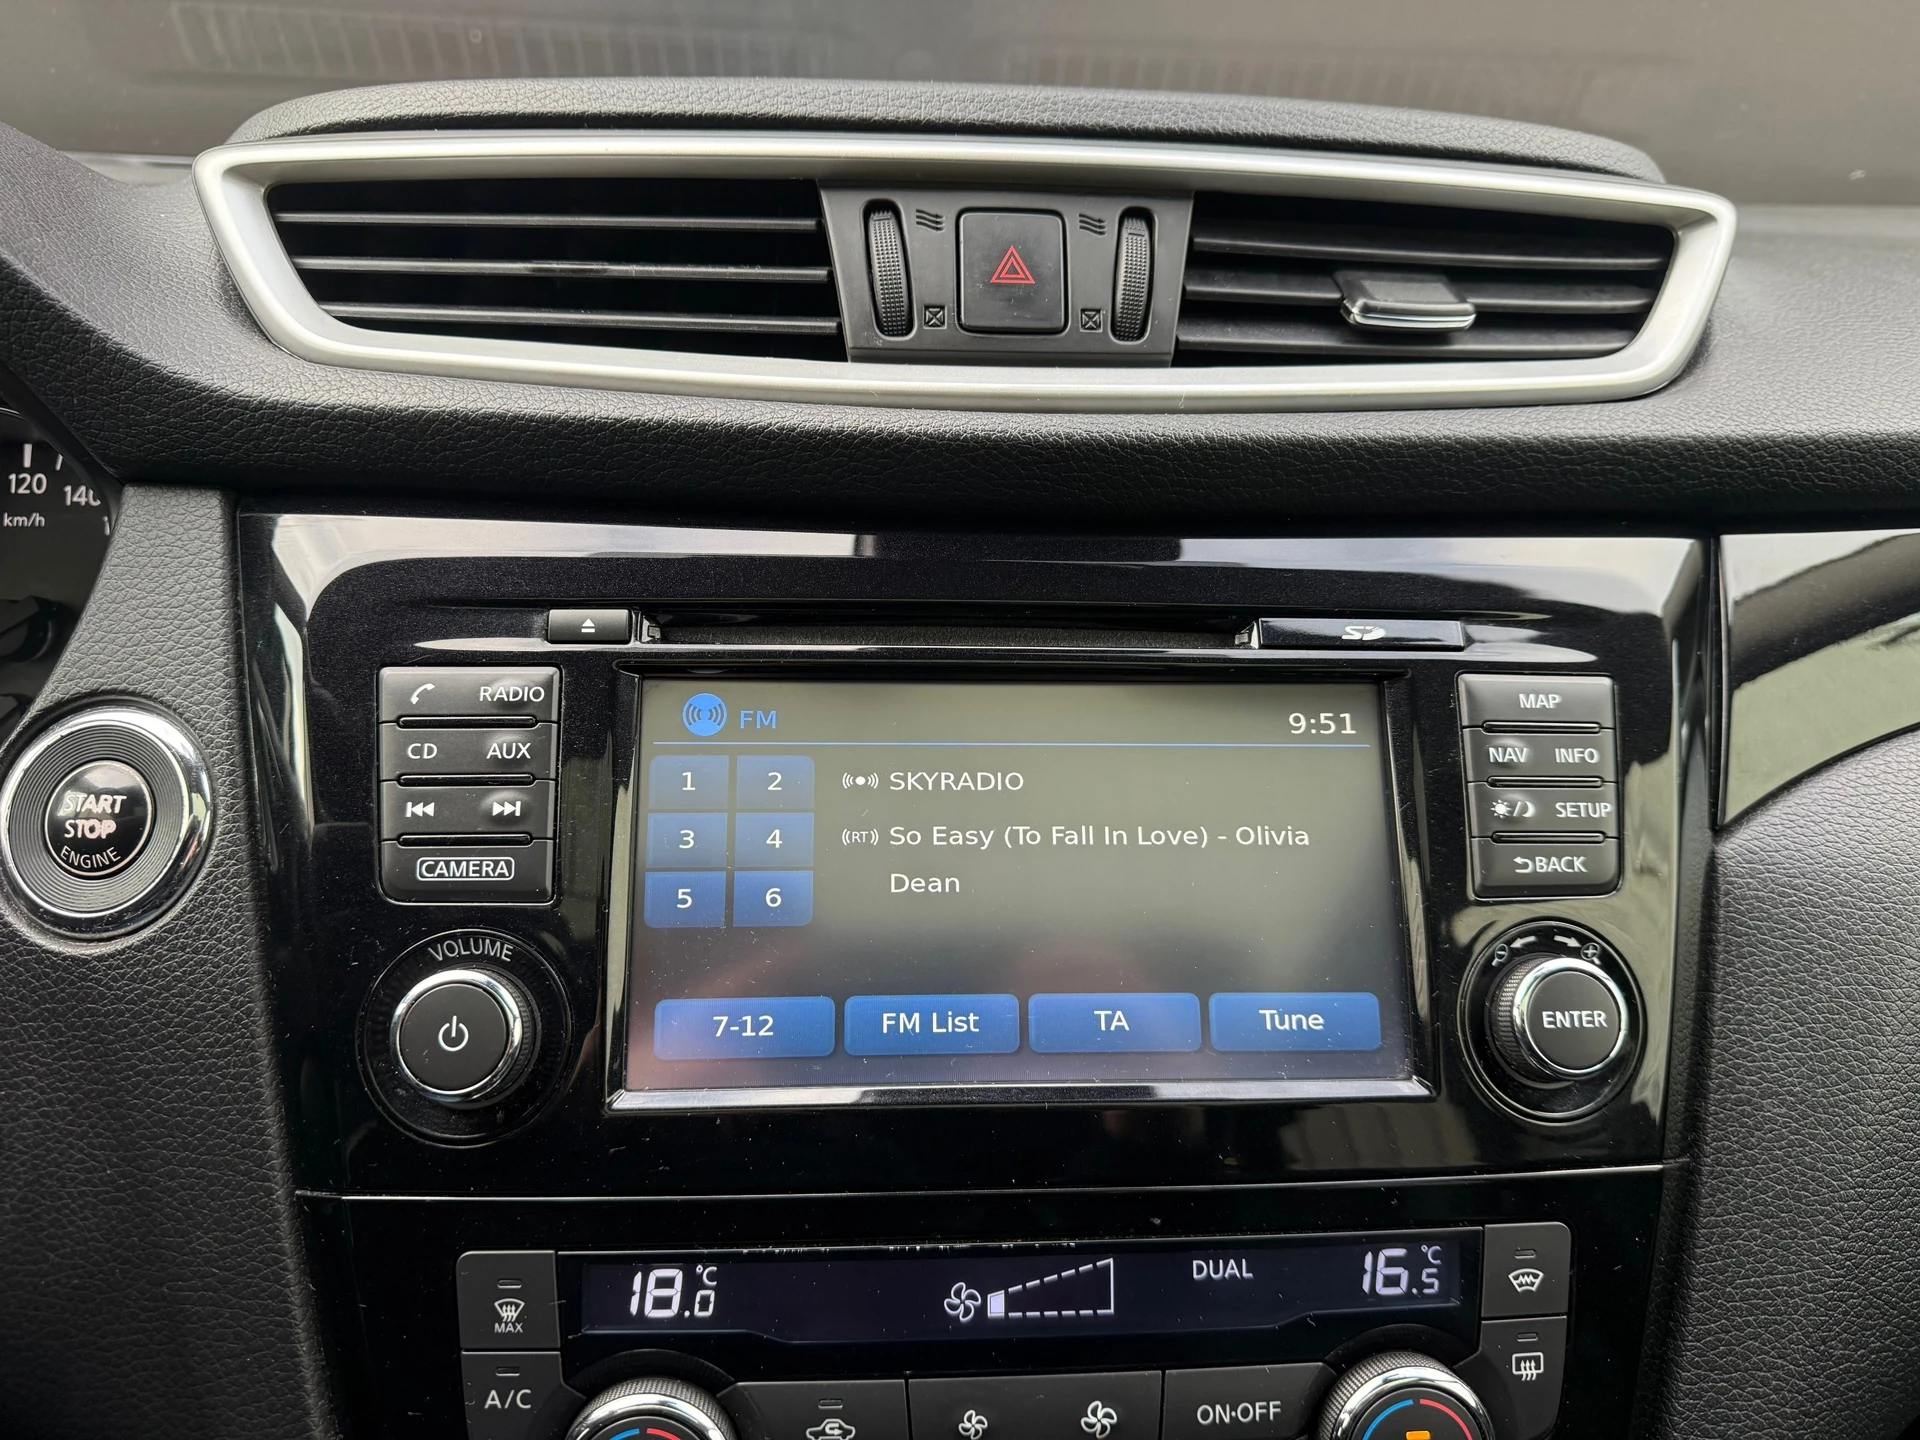 120
140
km/h
START
STOP
ENGINE
RADIO
CD AUX
CAMERA
VOLUME
SD
FM 9:51
1 2
3 4
5 6
SKYRADIO
(RT) So Easy (To Fall In Love) - Olivia
Dean
7-12 FM List TA Tune
MAP
NAV INFO
SETUP
BACK
ENTER
18.0 °C
DUAL
16.5 °C
MAX
A/C
ON·OFF